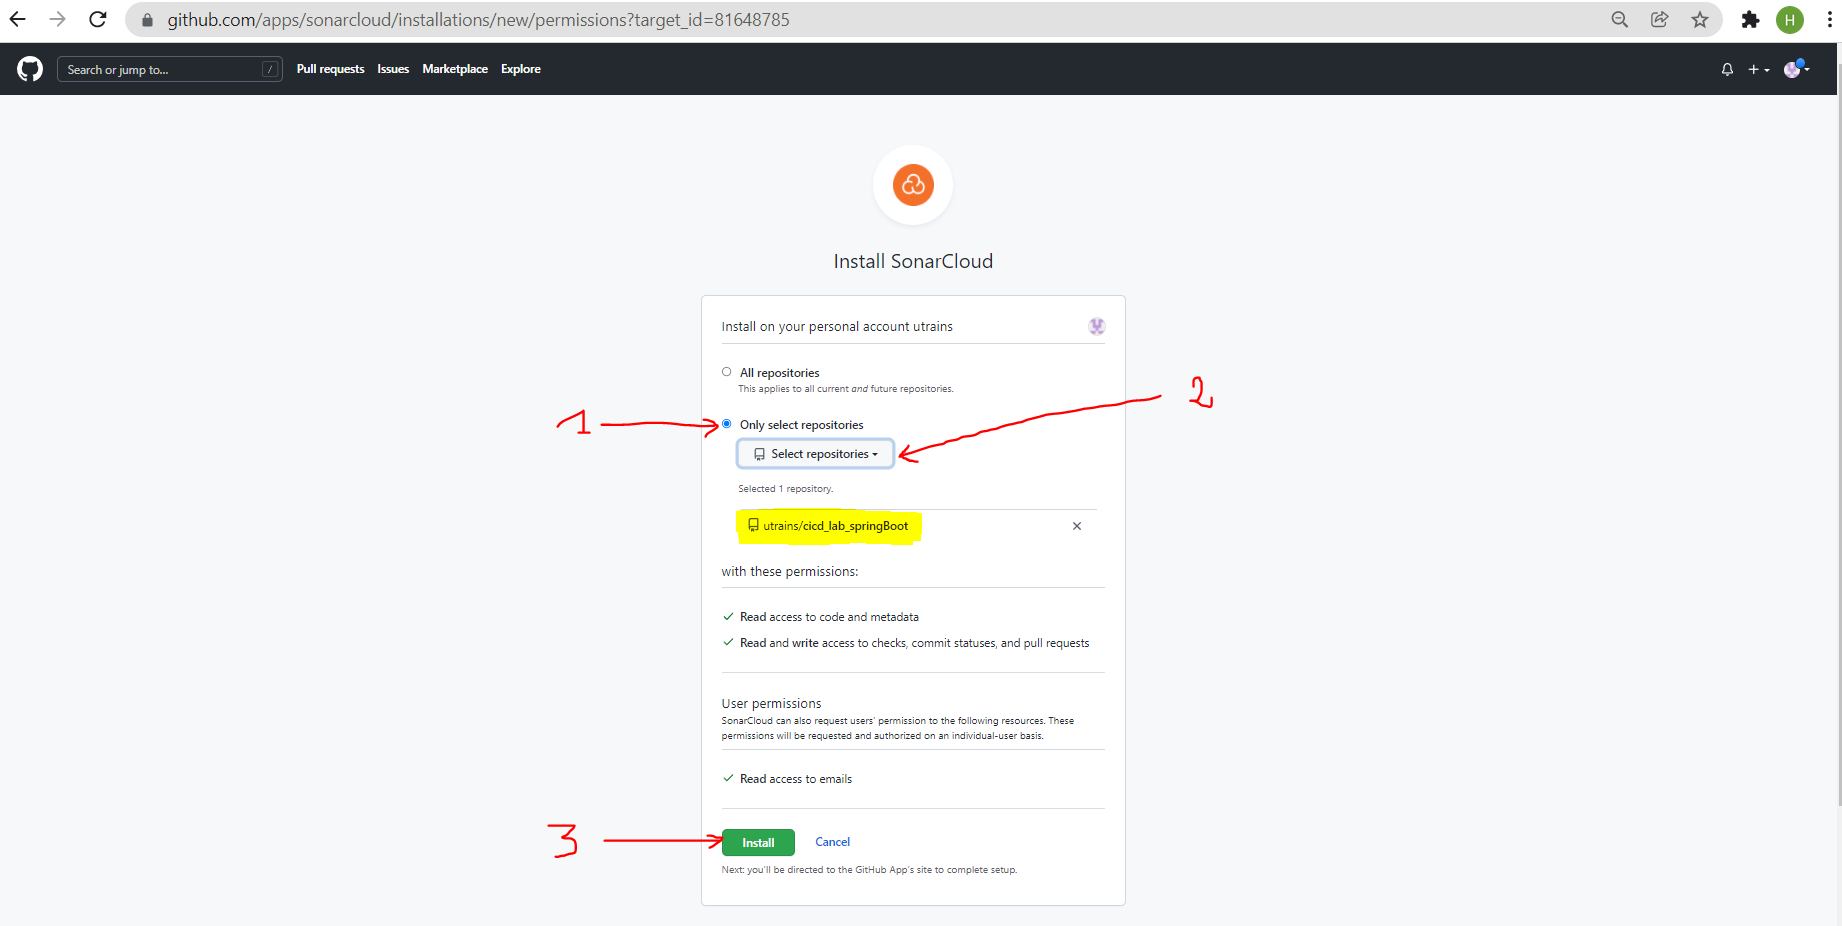 github.com/apps/sonarcloud/installations/new/permissions?target_id=81648785
H
Search or jump to... /
Pull requests Issues Marketplace Explore
Install SonarCloud
Install on your personal account utrains
All repositories
This applies to all current and future repositories.
1
Only select repositories
2
Select repositories
Selected 1 repository.
utrains/cicd_lab_springBoot
with these permissions:
Read access to code and metadata
Read and write access to checks, commit statuses, and pull requests
User permissions
SonarCloud can also request users' permission to the following resources. These
permissions will be requested and authorized on an individual-user basis.
Read access to emails
3
Install Cancel
Next: you'll be directed to the GitHub App's site to complete setup.